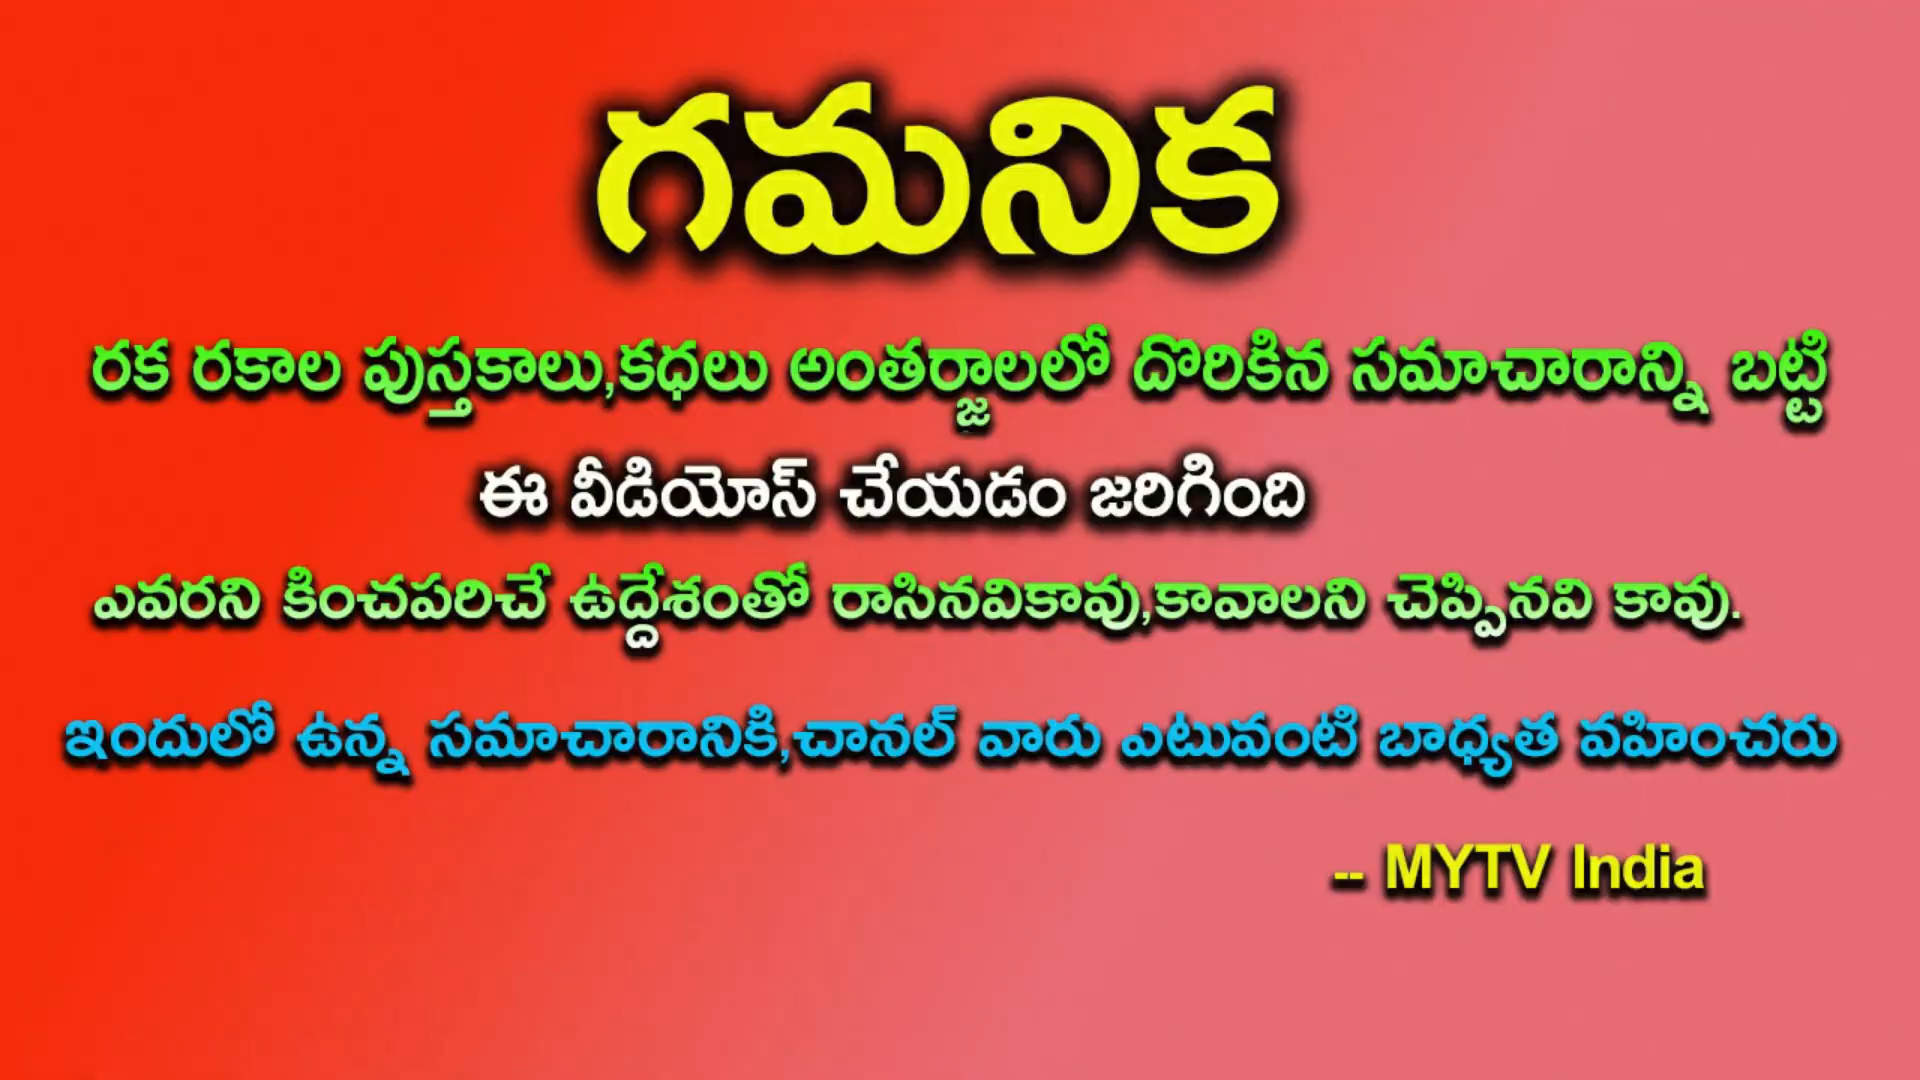 గమనిక
రక రకాల పుస్తకాలు,కధలు అంతర్జాలలో దొరికిన సమాచారాన్ని బట్టి
ఈ వీడియోస్ చేయడం జరిగింది
ఎవరని కించపరిచే ఉద్దేశంతో రాసినవికావు,కావాలని చెప్పినవి కావు.
ఇందులో ఉన్న సమాచారానికి,చానల్ వారు ఎటువంటి బాధ్యత వహించరు
-- MYTV India